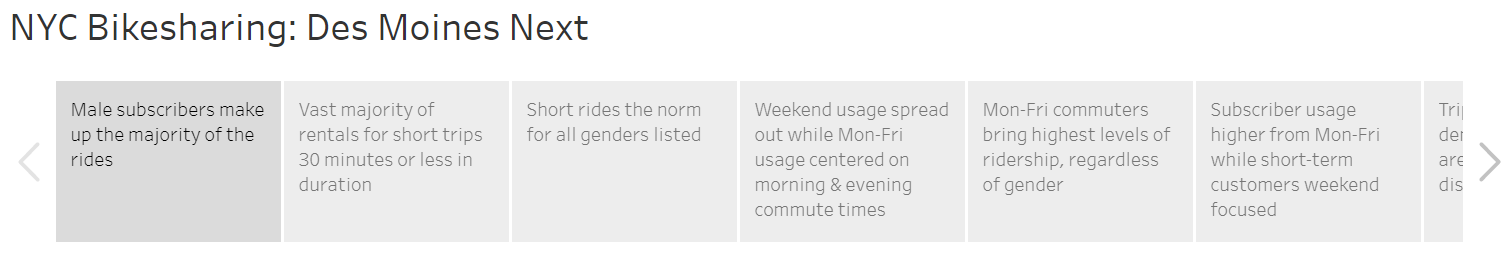 NYC Bikesharing: Des Moines Next
Male subscribers make
up the majority of the
rides
Vast majority of
rentals for short trips
30 minutes or less in
duration
Short rides the norm
for all genders listed
Weekend usage spread
out while Mon-Fri
usage centered on
morning & evening
commute times
Mon-Fri commuters
bring highest levels of
ridership, regardless
of gender
Subscriber usage
higher from Mon-Fri
while short-term
customers weekend
focused